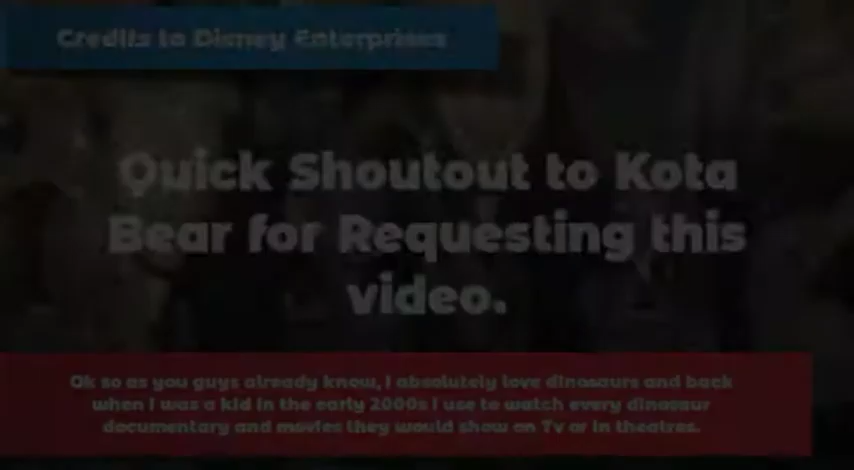 Credits to Disney Enterprises
Quick Shoutout to Kota
Bear for Requesting this
video.
Ok so as you guys already know, I absolutely love dinosaurs and back
when I was a kid in the early 2000s I use to watch every dinosaur
documentary and movies they would show on Tv or in theatres.